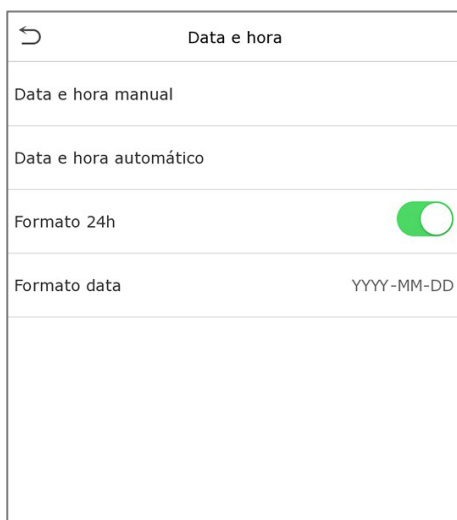 Data e hora
Data e hora manual
Data e hora automático
Formato 24h
Formato data YYYY-MM-DD